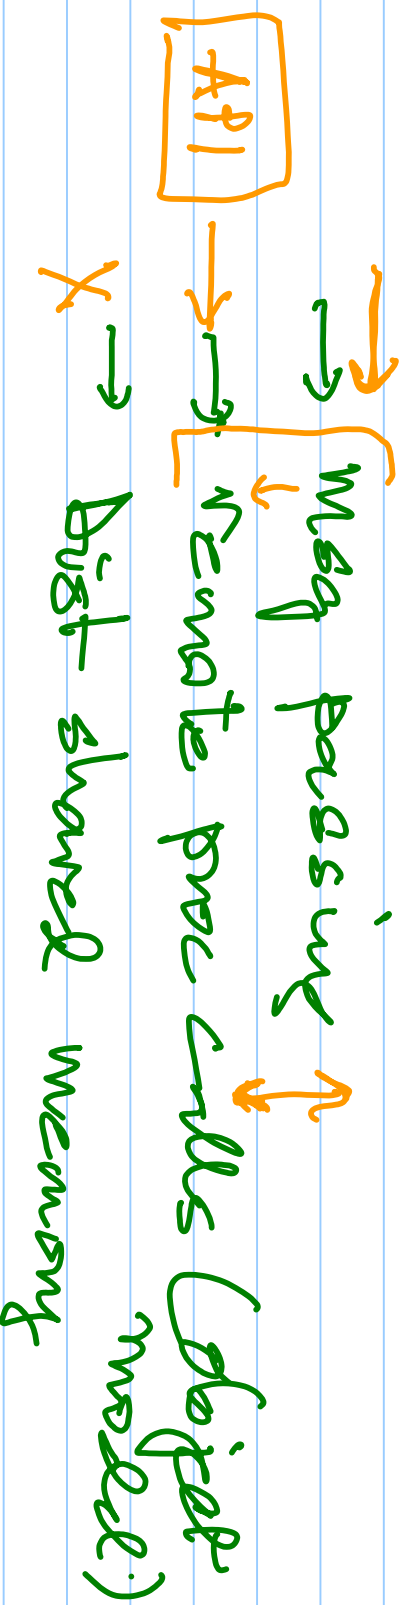 Msg passing
API
remote proc calls (object
model)
Dist shared memory